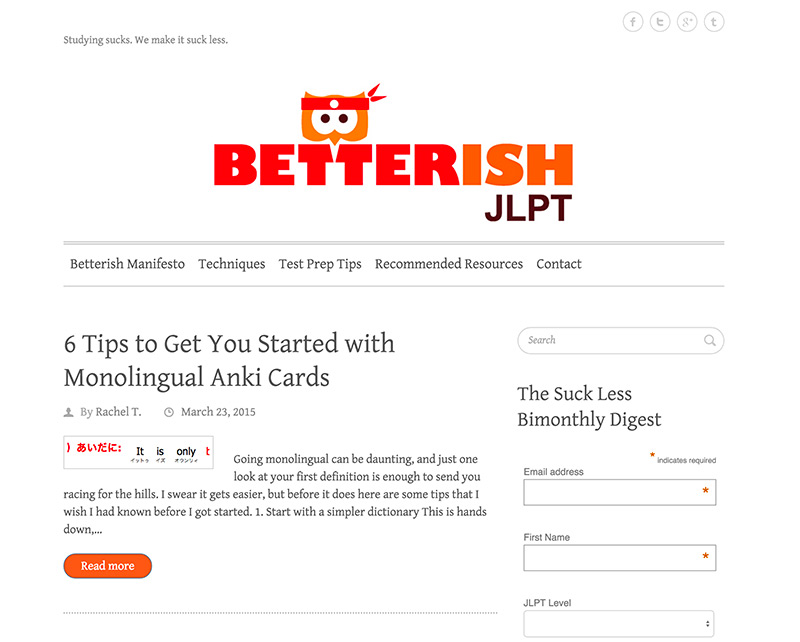 Studying sucks. We make it suck less.
BETTERISH
JLPT
Betterish Manifesto Techniques Test Prep Tips Recommended Resources Contact
6 Tips to Get You Started with
Monolingual Anki Cards
By Rachel T. March 23, 2015
) あいだに: It is only t
イットゥ イズ オウンリィ
Going monolingual can be daunting, and just one
look at your first definition is enough to send you
racing for the hills. I swear it gets easier, but before it does here are some tips that I
wish I had known before I got started. 1. Start with a simpler dictionary This is hands
down,...
Read more
Search
The Suck Less
Bimonthly Digest
* indicates required
Email address
*
First Name
*
JLPT Level